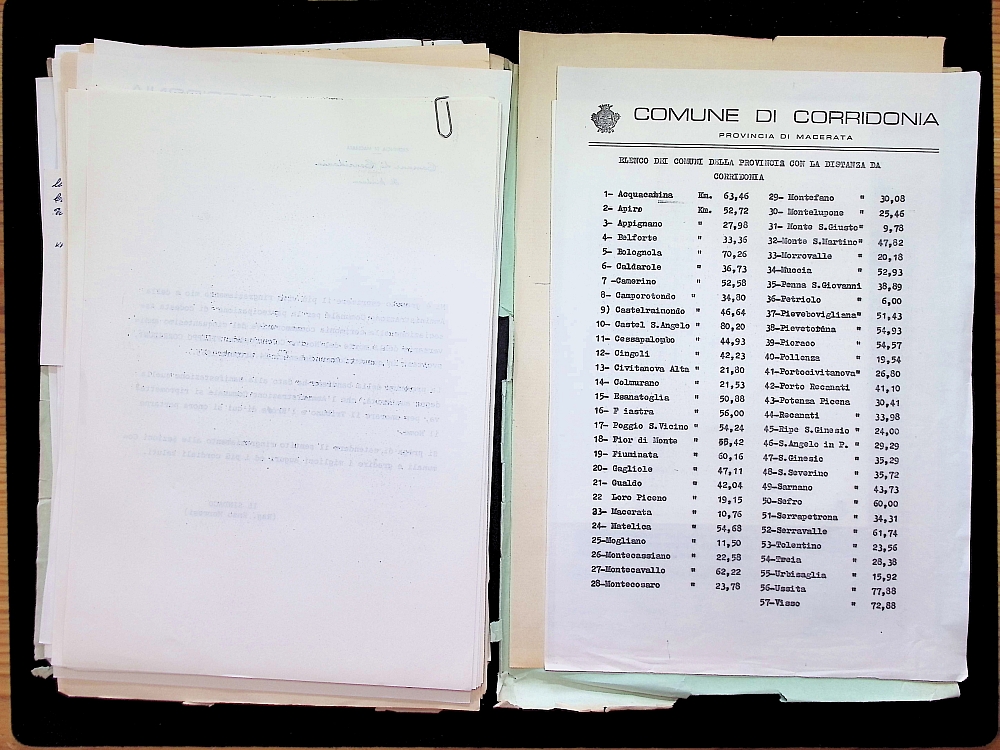 COMUNE DI CORRIDONIA
PROVINCIA DI MACERATA
ELENCO DEI COMUNI DELLA PROVINCIA CON LA DISTANZA DA
CORRIDONIA
1- Acquacanina Km. 63,46
2- Apiro Km. 52,72
3- Appignano " 27,98
4- Belforte " 33,36
5- Bolognola " 70,26
6- Caldarola " 36,73
7 -Camerino " 52,58
8- Camporotondo " 34,80
9) Castelraimondo " 46,64
10- Castel S.Angelo " 80,20
11- Cessapalombo " 44,93
12- Cingoli " 42,23
13- Civitanova Alta " 21,80
14- Colmurano " 21,53
15- Esanatoglia " 50,88
16- F iastra " 56,00
17- Poggio S.Vicino " 54,24
18- Fior di Monte " 58,42
19- Fiuminata " 60,16
20- Gagliole " 47,11
21- Gualdo " 42,04
22 Loro Piceno " 19,15
23- Macerata " 10,76
24- Matelica " 54,68
25-Mogliano " 11,50
26-Montecassiano " 22,58
27-Montecavallo " 62,22
28-Montecosaro " 23,78
29- Montefano " 30,08
30- Montelupone " 25,46
31- Monte S.Giusto" 9,78
32-Monte S.Martino" 47,82
33-Morrovalle " 20,18
34-Muccia " 52,93
35-Penna S.Giovanni 38,89
36-Petriolo " 6,00
37-Pievebovigliana" 51,43
38-Pievetorina " 54,93
39-Pioraco " 54,57
40-Pollenza " 19,54
41-Portocivitanova" 26,80
42-Porto Recanati 41,10
43-Potenza Picena 30,41
44-Recanati " 33,98
45-Ripe S.Ginesio " 24,00
46-S.Angelo in P. " 29,29
47-S.Ginesio " 35,29
48-S.Severino " 35,72
49-Sarnano " 43,73
50-Sefro " 60,00
51-Serrapetrona " 34,31
52-Serravalle " 61,74
53-Tolentino " 23,56
54-Treia " 28,38
55-Urbisaglia " 15,92
56-Ussita " 77,88
57-Visso " 72,88